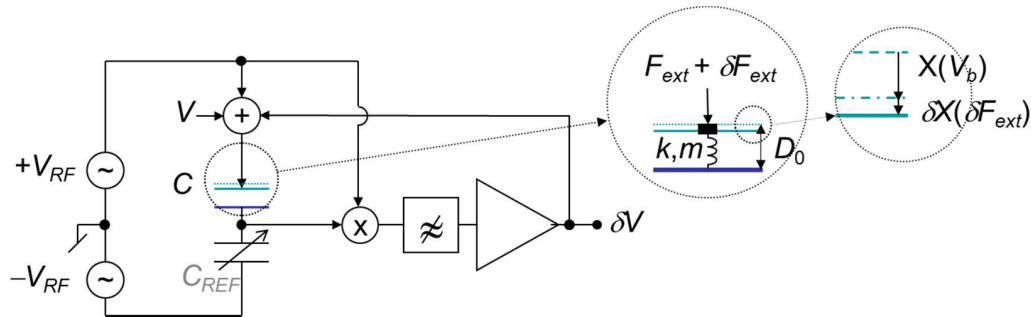 F_ext + δF_ext
X(V_b)
δX(δF_ext)
V
+
k,m
D_0
+V_RF
~
C
x
≉
δV
−V_RF
~
C_REF